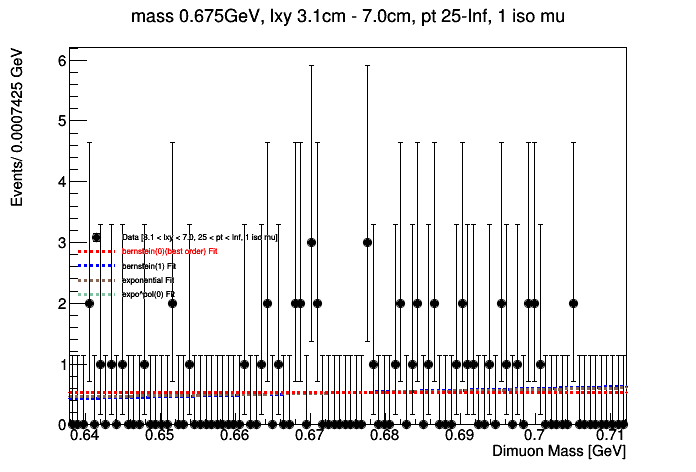 mass 0.675GeV, lxy 3.1cm - 7.0cm, pt 25-Inf, 1 iso mu
Events/ 0.0007425 GeV
6
5
4
3
2
1
0
Data [3.1 < lxy < 7.0, 25 < pt < Inf, 1 iso mu]
bernstein(0)(best order) Fit
bernstein(1) Fit
exponential Fit
expo*pol(0) Fit
0.64 0.65 0.66 0.67 0.68 0.69 0.7 0.71
Dimuon Mass [GeV]